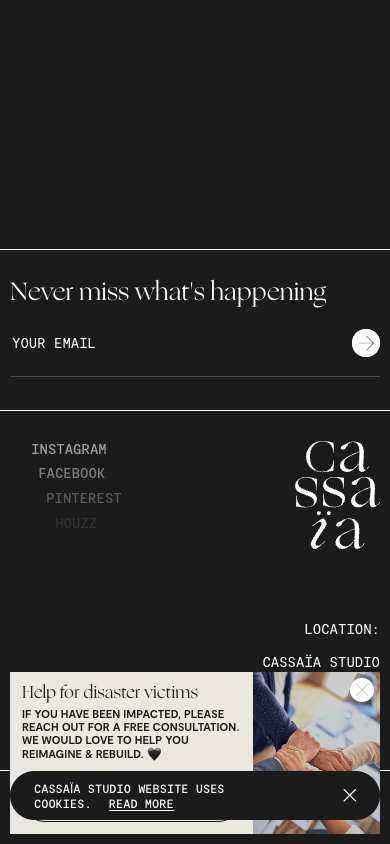 Never miss what's happening
YOUR EMAIL
INSTAGRAM
FACEBOOK
PINTEREST
HOUZZ
Ca
ssa
ïa
LOCATION:
CASSAÏA STUDIO
Help for disaster victims
IF YOU HAVE BEEN IMPACTED, PLEASE
REACH OUT FOR A FREE CONSULTATION.
WE WOULD LOVE TO HELP YOU
REIMAGINE & REBUILD. 🖤
CASSAÏA STUDIO WEBSITE USES
COOKIES. READ MORE